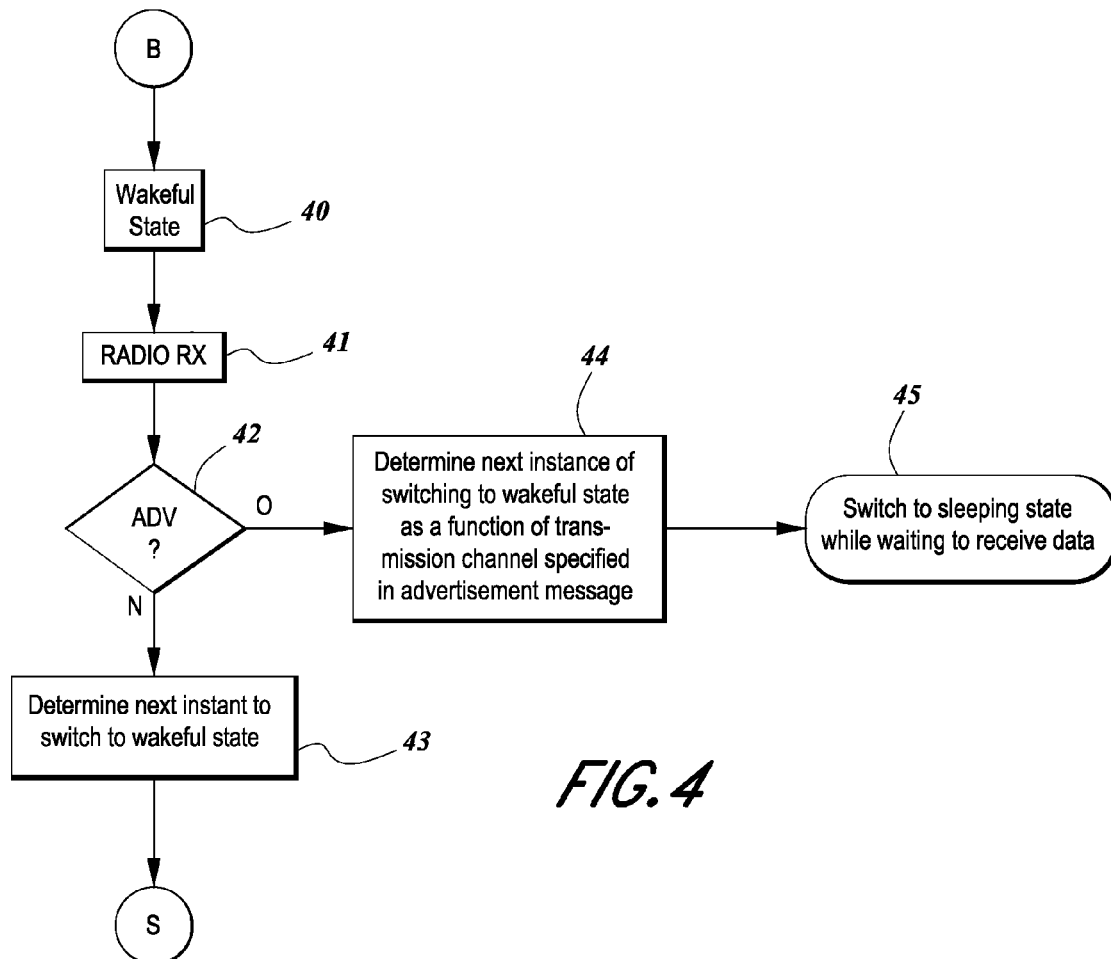 B
Wakeful
State
40
RADIO RX
41
42
ADV
?
O
N
44
Determine next instance of
switching to wakeful state
as a function of trans-
mission channel specified
in advertisement message
45
Switch to sleeping state
while waiting to receive data
Determine next instant to
switch to wakeful state
43
FIG. 4
S